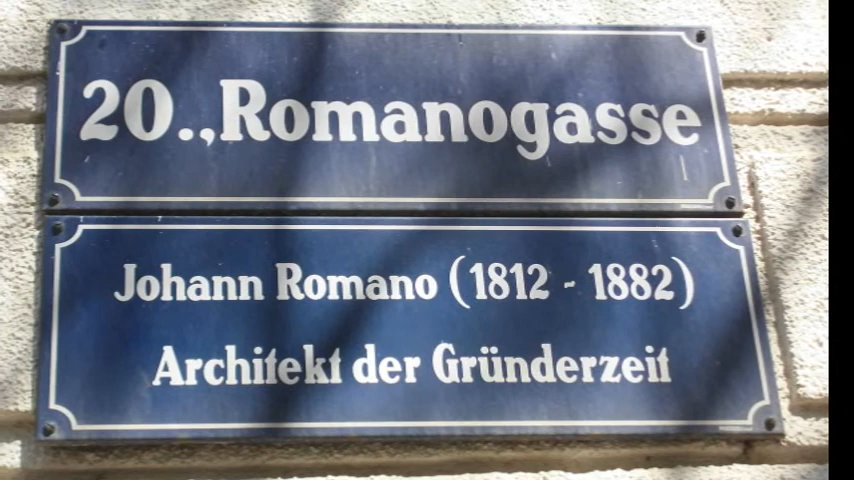 20.,Romanogasse
Johann Romano (1812 - 1882)
Architekt der Gründerzeit